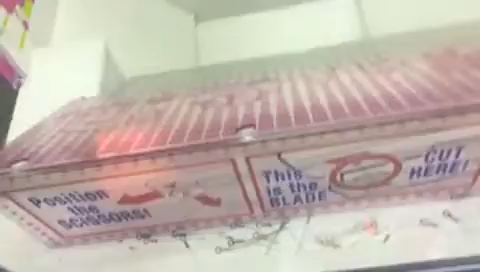 Position
the
SCISSORS!
This
is the
BLADE
CUT
HERE!